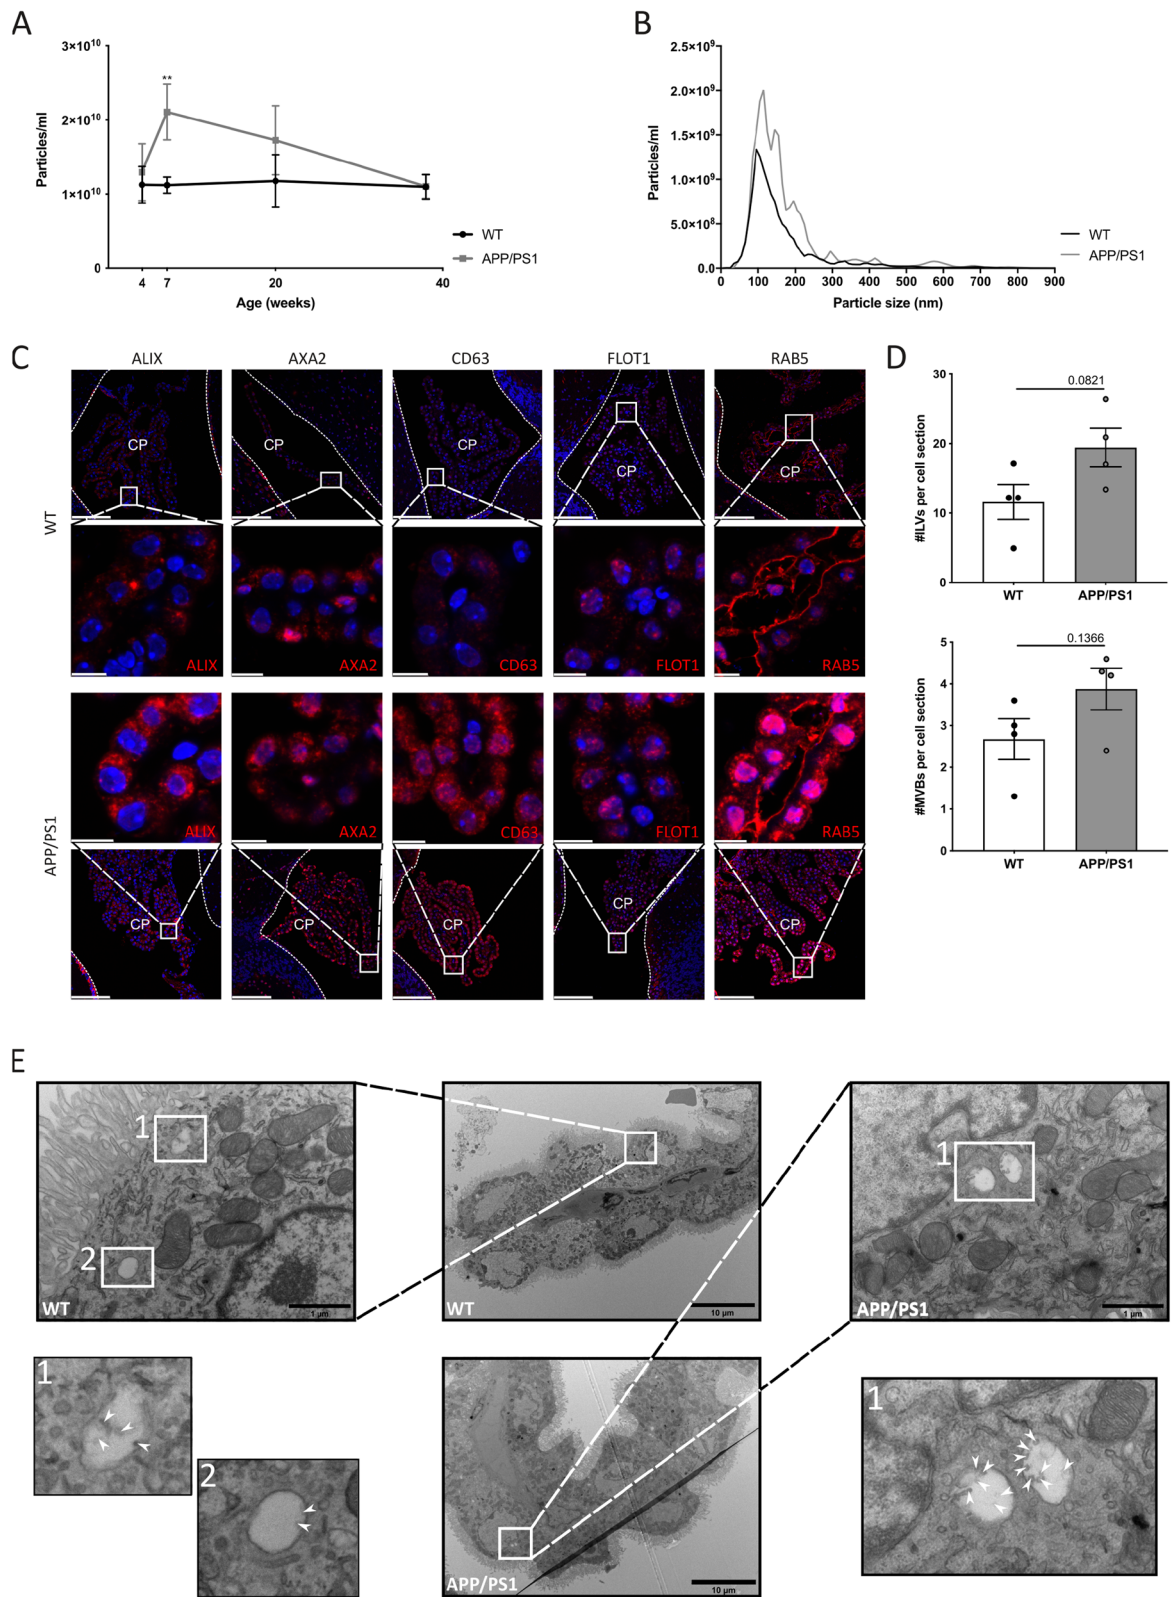 A
3×10¹⁰
2×10¹⁰
1×10¹⁰
0
Particles/ml
**
4 7 20 40
Age (weeks)
WT
APP/PS1
B
2.5×10⁹
2.0×10⁹
1.5×10⁹
1.0×10⁹
5.0×10⁸
0.0
Particles/ml
0 100 200 300 400 500 600 700 800 900
Particle size (nm)
WT
APP/PS1
C
ALIX AXA2 CD63 FLOT1 RAB5
WT
CP CP CP CP CP
ALIX AXA2 CD63 FLOT1 RAB5
APP/PS1
ALIX AXA2 CD63 FLOT1 RAB5
CP CP CP CP CP
D
30
20
10
0
#ILVs per cell section
0.0821
WT APP/PS1
5
4
3
2
1
0
#MVBs per cell section
0.1366
WT APP/PS1
E
1
2
WT
1 µm
WT
10 µm
1
APP/PS1
1 µm
1
2
APP/PS1
10 µm
1